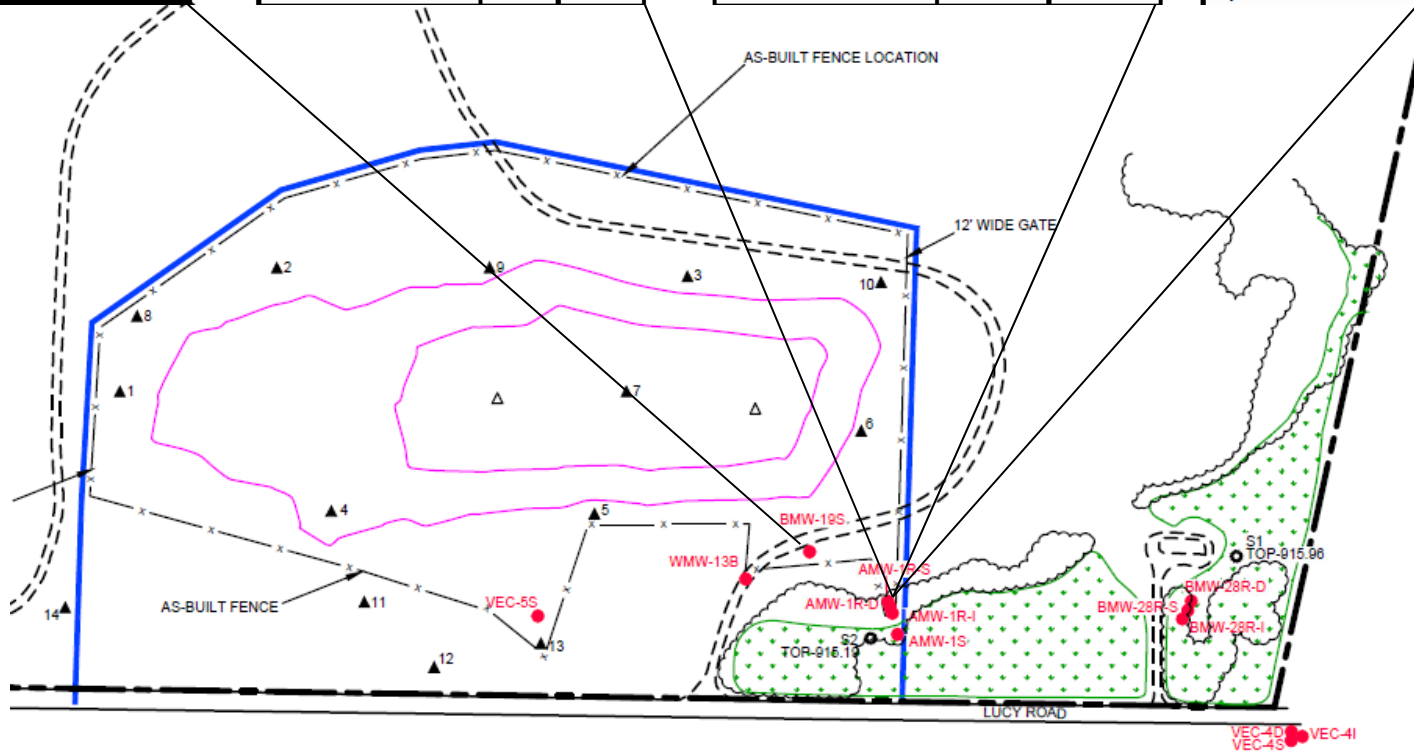 AS-BUILT FENCE LOCATION
12' WIDE GATE
2
9
3
10
8
1
7
6
4
5
BMW-19S
S1
TOP-915.96
WMW-13B
AMW-1R-S
AS-BUILT FENCE
11
14
VEC-5S
AMW-1R-D
AMW-1R-I
BMW-28R-D
BMW-28R-S
BMW-28R-I
13
S2
AMW-1S
12
LUCY ROAD
VEC-4D
VEC-4I
VEC-4S